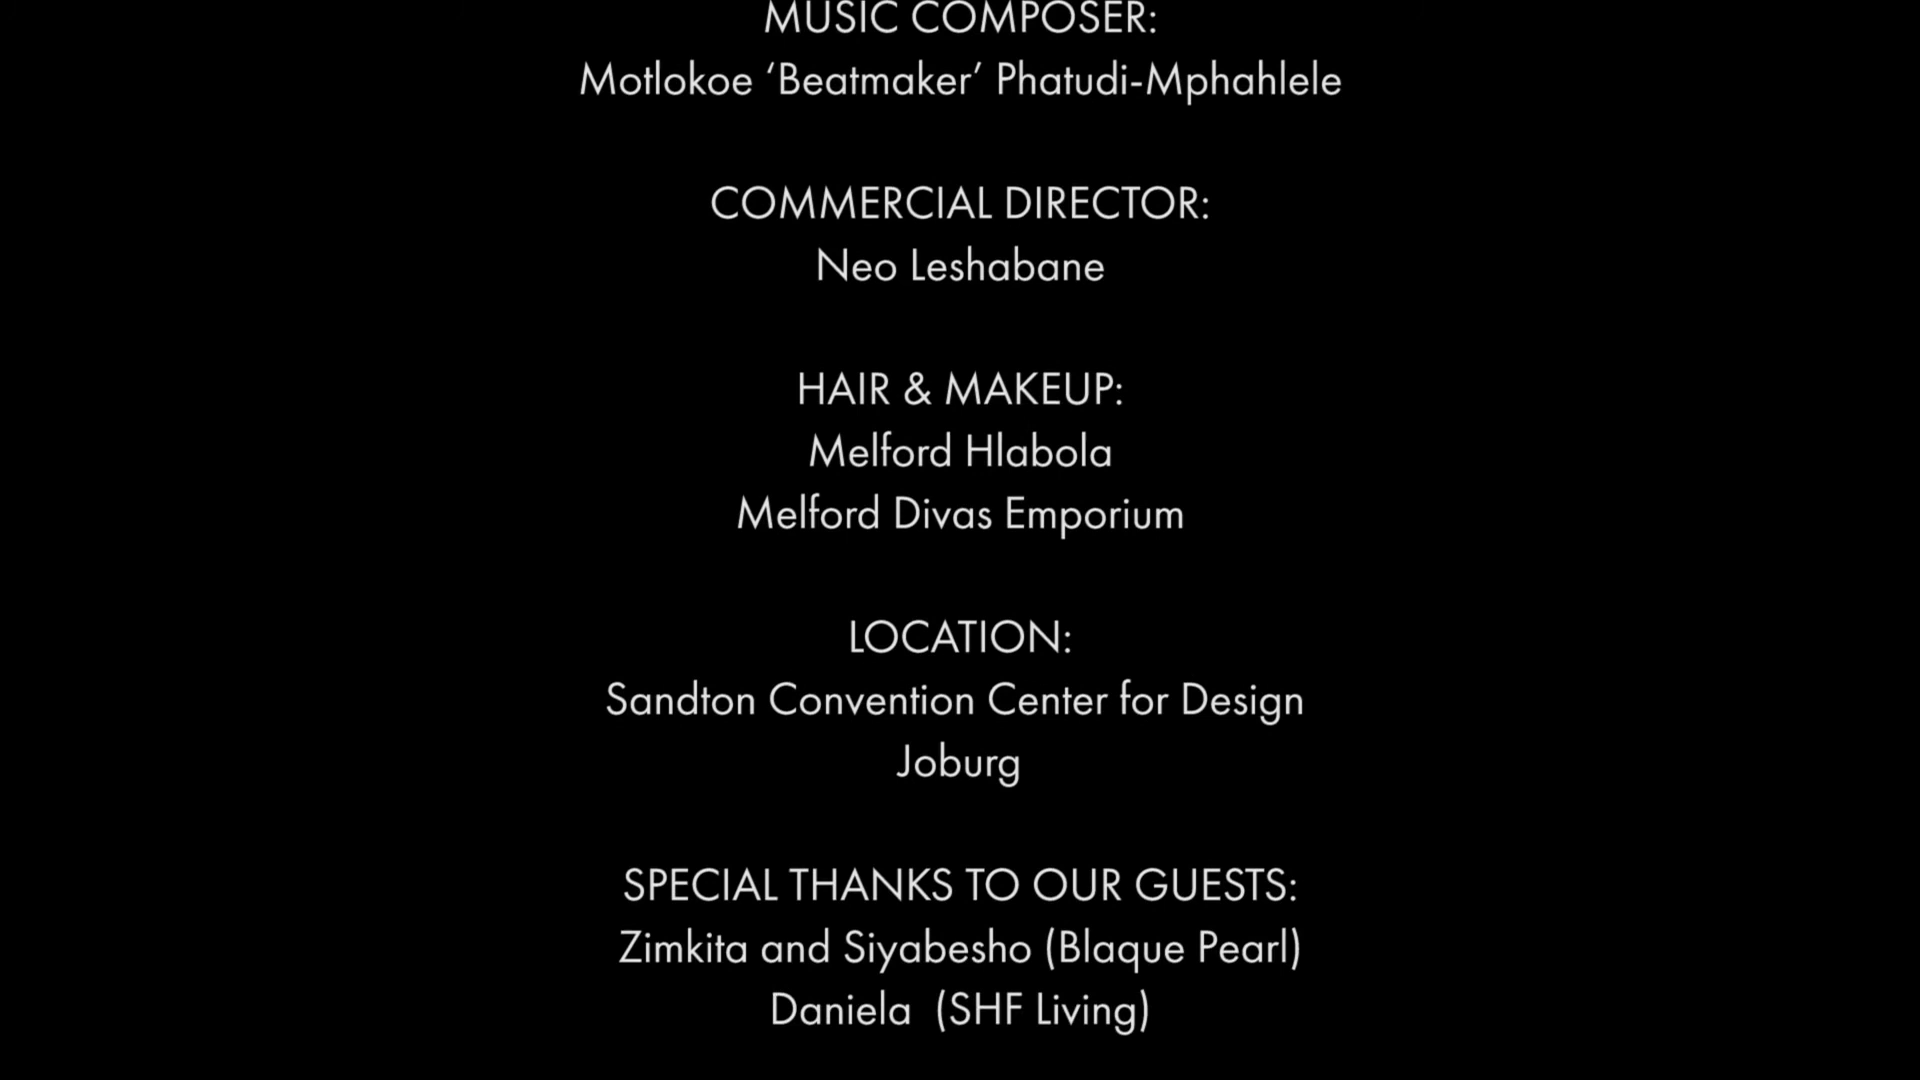 MUSIC COMPOSER:
Motlokoe ‘Beatmaker’ Phatudi-Mphahlele
COMMERCIAL DIRECTOR:
Neo Leshabane
HAIR & MAKEUP:
Melford Hlabola
Melford Divas Emporium
LOCATION:
Sandton Convention Center for Design
Joburg
SPECIAL THANKS TO OUR GUESTS:
Zimkita and Siyabesho (Blaque Pearl)
Daniela (SHF Living)